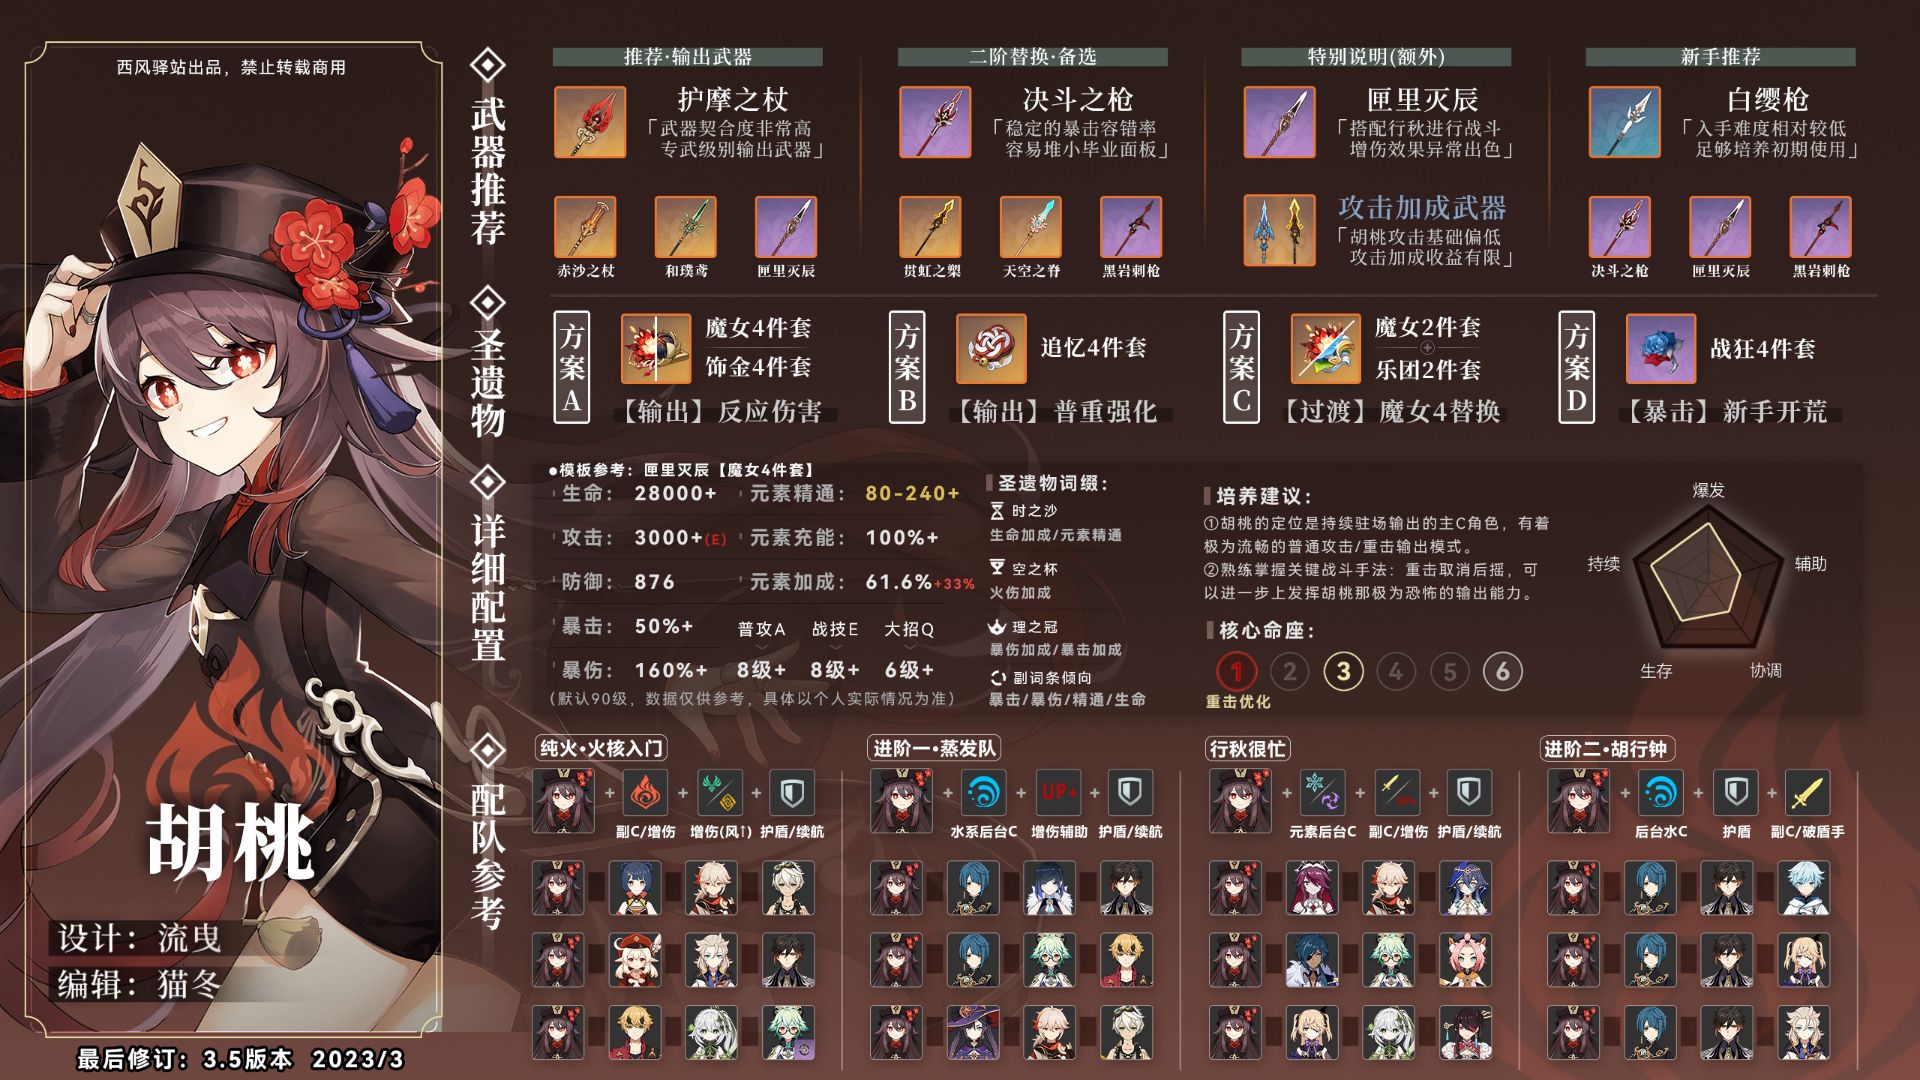 西风驿站出品，禁止转载商用
胡桃
设计：流曳
编辑：猫冬
最后修订：3.5版本 2023/3
武器推荐
推荐·输出武器
护摩之杖
「武器契合度非常高
专武级别输出武器」
赤沙之杖
和璞鸢
匣里灭辰
二阶替换·备选
决斗之枪
「稳定的暴击容错率
容易堆小毕业面板」
贯虹之槊
天空之脊
黑岩刺枪
特别说明(额外)
匣里灭辰
「搭配行秋进行战斗
增伤效果异常出色」
攻击加成武器
「胡桃攻击基础偏低
攻击加成收益有限」
新手推荐
白缨枪
「入手难度相对较低
足够培养初期使用」
决斗之枪
匣里灭辰
黑岩刺枪
圣遗物
方案A
魔女4件套
饰金4件套
【输出】反应伤害
方案B
追忆4件套
【输出】普重强化
方案C
魔女2件套
乐团2件套
【过渡】魔女4替换
方案D
战狂4件套
【暴击】新手开荒
详细配置
●模板参考：匣里灭辰【魔女4件套】
生命： 28000+ 元素精通： 80-240+
攻击： 3000+(E) 元素充能： 100%+
防御： 876 元素加成： 61.6%+33%
暴击： 50%+ 普攻A 战技E 大招Q
暴伤： 160%+ 8级+ 8级+ 6级+
(默认90级，数据仅供参考，具体以个人实际情况为准)
圣遗物词缀：
时之沙
生命加成/元素精通
空之杯
火伤加成
理之冠
暴伤加成/暴击加成
副词条倾向
暴击/暴伤/精通/生命
培养建议：
①胡桃的定位是持续驻场输出的主C角色，有着
极为流畅的普通攻击/重击输出模式。
②熟练掌握关键战斗手法：重击取消后摇，可
以进一步上发挥胡桃那极为恐怖的输出能力。
核心命座：
1 2 3 4 5 6
重击优化
爆发
持续
辅助
生存
协调
配队参考
纯火·火核入门
+ + +
副C/增伤 增伤(风↑) 护盾/续航
进阶一·蒸发队
+ UP+ + +
水系后台C 增伤辅助 护盾/续航
行秋很忙
+ + UP+ +
元素后台C 副C/增伤 护盾/续航
进阶二·胡行钟
+ + +
后台水C 护盾 副C/破盾手